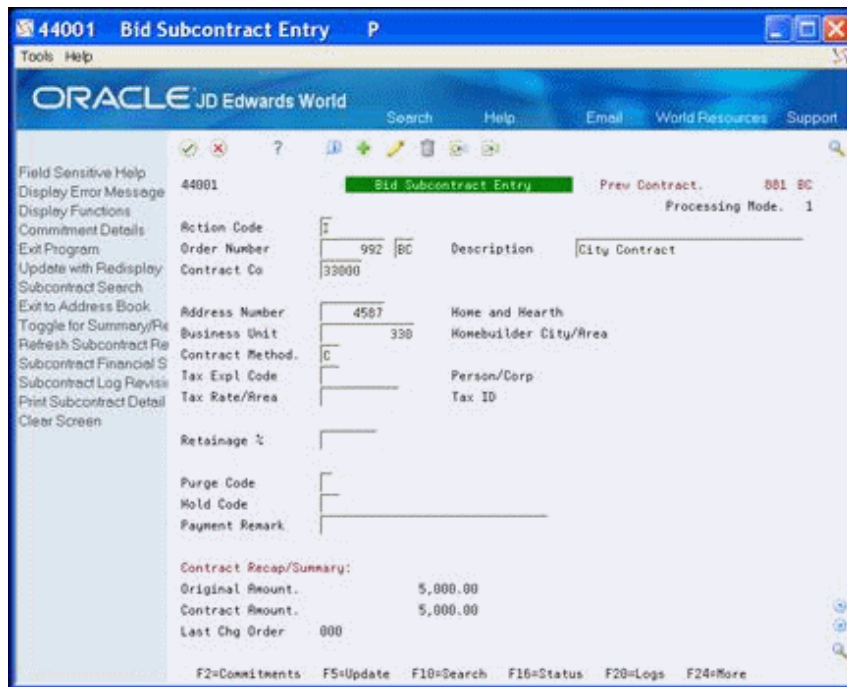 44001 Bid Subcontract Entry P
Tools Help
ORACLE JD Edwards World
Search Help Email World Resources Support
Field Sensitive Help
Display Error Message
Display Functions
Commitment Details
Exit Program
Update with Redisplay
Subcontract Search
Exit to Address Book
Toggle for Summary/Re
Refresh Subcontract Re
Subcontract Financial S
Subcontract Log Revisi
Print Subcontract Detail
Clear Screen
44001 Bid Subcontract Entry Prev Contract. 881 BC
Processing Mode. 1
Action Code I
Order Number 992 BC Description City Contract
Contract Co 33000
Address Number 4587 Home and Hearth
Business Unit 330 Homebuilder City/Area
Contract Method. C
Tax Expl Code Person/Corp
Tax Rate/Area Tax ID
Retainage %
Purge Code
Hold Code
Payment Remark
Contract Recap/Summary:
Original Amount. 5,000.00
Contract Amount. 5,000.00
Last Chg Order 000
F2=Commitments F5=Update F10=Search F16=Status F20=Logs F24=More